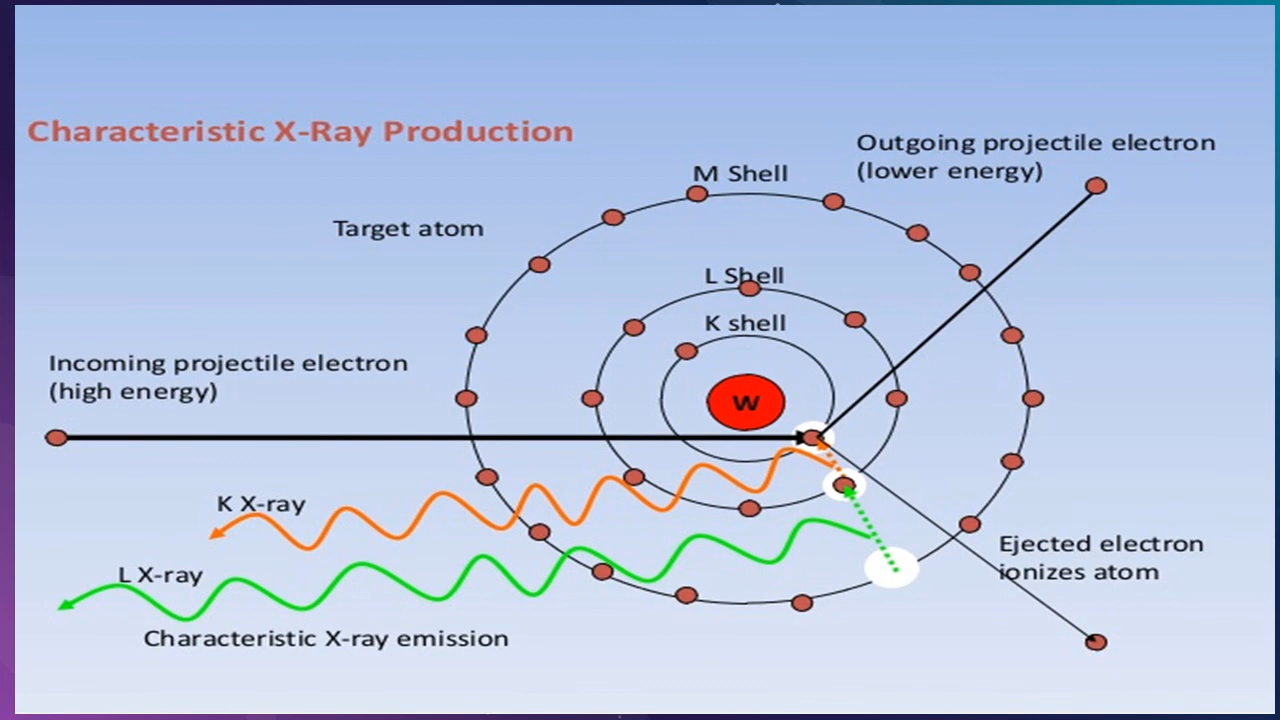 Characteristic X-Ray Production
Outgoing projectile electron
(lower energy)
M Shell
Target atom
L Shell
K shell
Incoming projectile electron
(high energy)
W
K X-ray
L X-ray
Ejected electron
ionizes atom
Characteristic X-ray emission